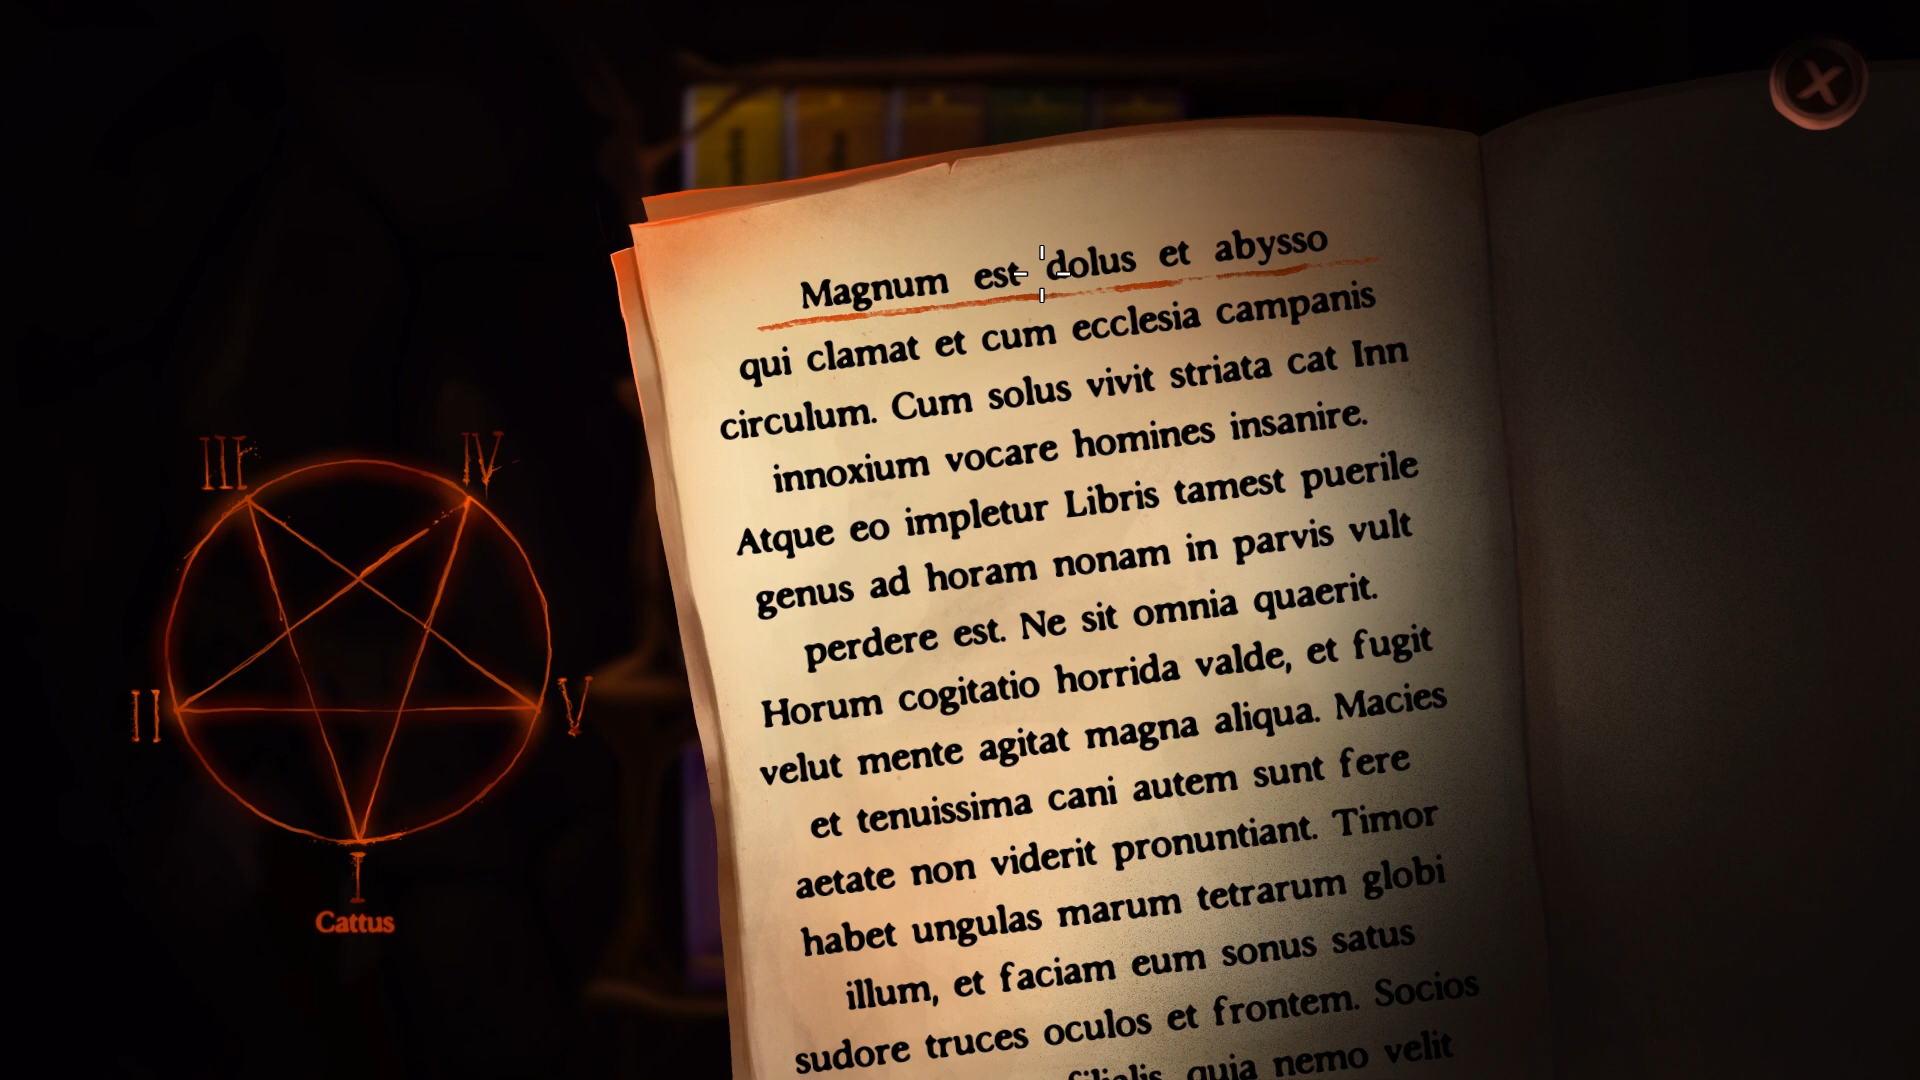 Magnum est dolus et abysso
qui clamat et cum ecclesia campanis
circulum. Cum solus vivit striata cat Inn
innoxium vocare homines insanire.
Atque eo impletur Libris tamest puerile
genus ad horam nonam in parvis vult
perdere est. Ne sit omnia quaerit.
Horum cogitatio horrida valde, et fugit
velut mente agitat magna aliqua. Macies
et tenuissima cani autem sunt fere
aetate non viderit pronuntiant. Timor
habet ungulas marum tetrarum globi
illum, et faciam eum sonus satus
sudore truces oculos et frontem. Socios
quia nemo velit
III
IV
II
V
I
Cattus
X